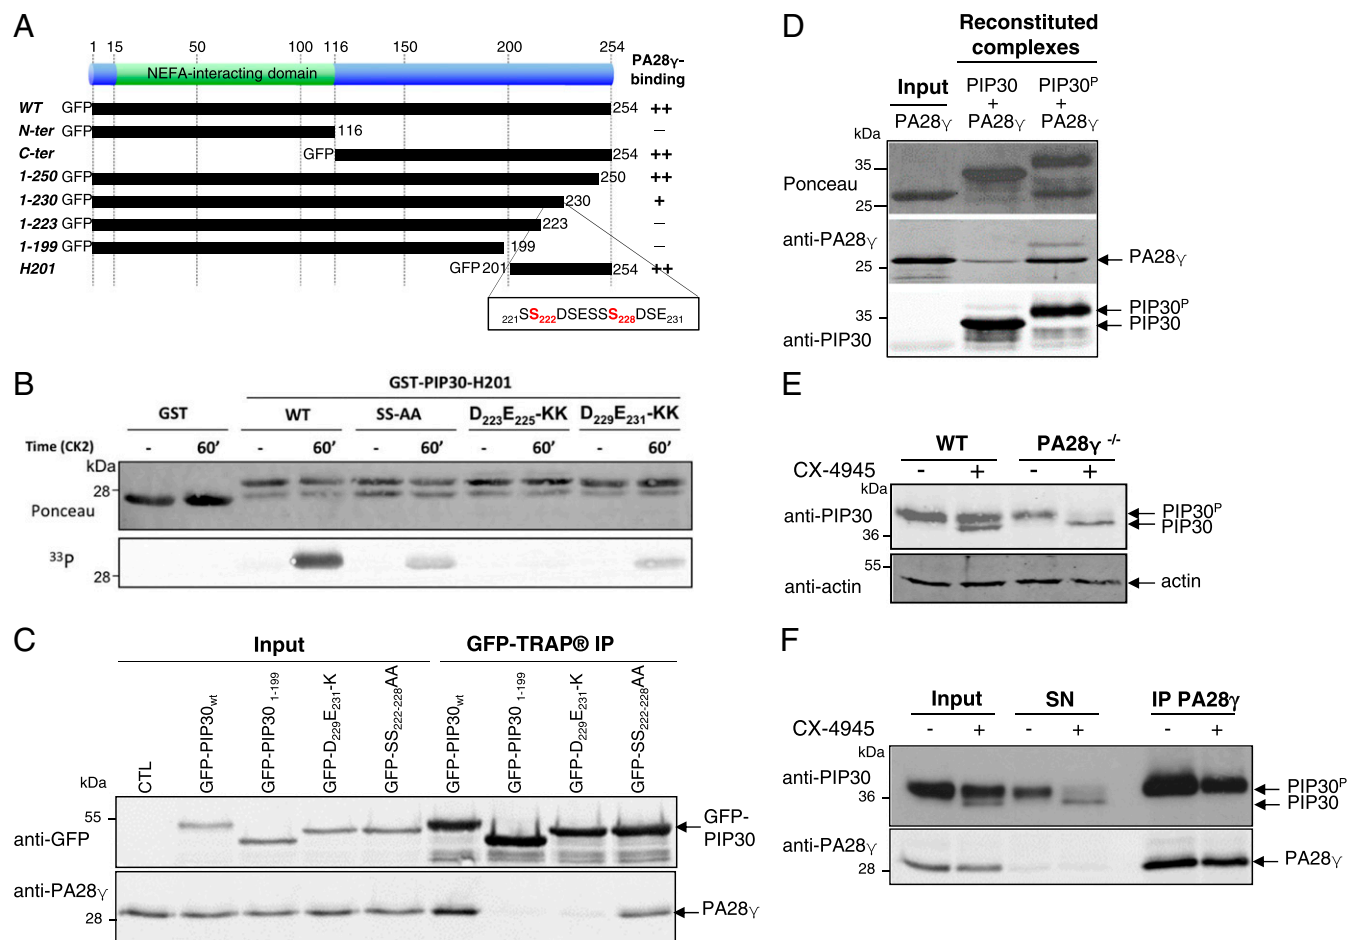 A
1 15 50 100 116 150 200 254
PA28γ-
binding
NEFA-interacting domain
WT GFP 254 ++
N-ter GFP 116 –
C-ter GFP 254 ++
1-250 GFP 250 ++
1-230 GFP 230 +
1-223 GFP 223 –
1-199 GFP 199 –
H201 GFP 201 254 ++
221SS222DSESSS228DSE231
B
GST-PIP30-H201
GST WT SS-AA D223E225-KK D229E231-KK
Time (CK2) - 60’ - 60’ - 60’ - 60’ - 60’
kDa
28
Ponceau
33P
28
C
Input GFP-TRAP® IP
CTL GFP-PIP30wt GFP-PIP30 1-199 GFP-D229E231-K GFP-SS222-228AA GFP-PIP30wt GFP-PIP30 1-199 GFP-D229E231-K GFP-SS222-228AA
kDa
55
anti-GFP
GFP-
PIP30
anti-PA28γ
28
PA28γ
D
Reconstituted
complexes
Input PIP30 PIP30P
+ +
PA28γ PA28γ PA28γ
kDa
35
Ponceau
25
anti-PA28γ
25
PA28γ
35
PIP30P
PIP30
anti-PIP30
E
WT PA28γ -/-
CX-4945 - + - +
kDa
anti-PIP30
PIP30P
PIP30
36
55
anti-actin
actin
F
Input SN IP PA28γ
CX-4945 - + - + - +
kDa
anti-PIP30
36
PIP30P
PIP30
anti-PA28γ
28
PA28γ